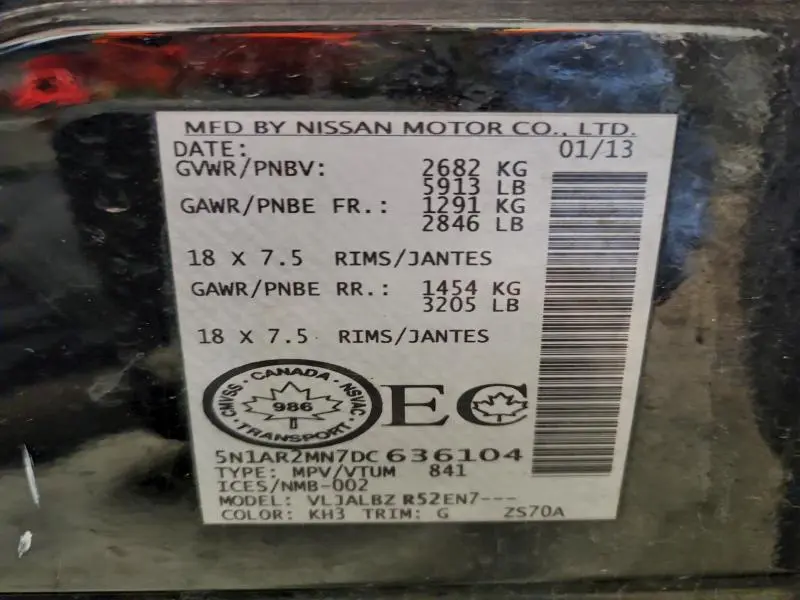 MFD BY NISSAN MOTOR CO., LTD.
DATE: 01/13
GVWR/PNBV: 2682 KG
5913 LB
GAWR/PNBE FR.: 1291 KG
2846 LB
18 X 7.5 RIMS/JANTES
GAWR/PNBE RR.: 1454 KG
3205 LB
18 X 7.5 RIMS/JANTES
CMVSS · CANADA · NSVAC
986
· TRANSPORT ·
EC
5N1AR2MN7DC636104
TYPE: MPV/VTUM 841
ICES/NMB-002
MODEL: VLJALBZ R52EN7---
COLOR: KH3 TRIM: G ZS70A